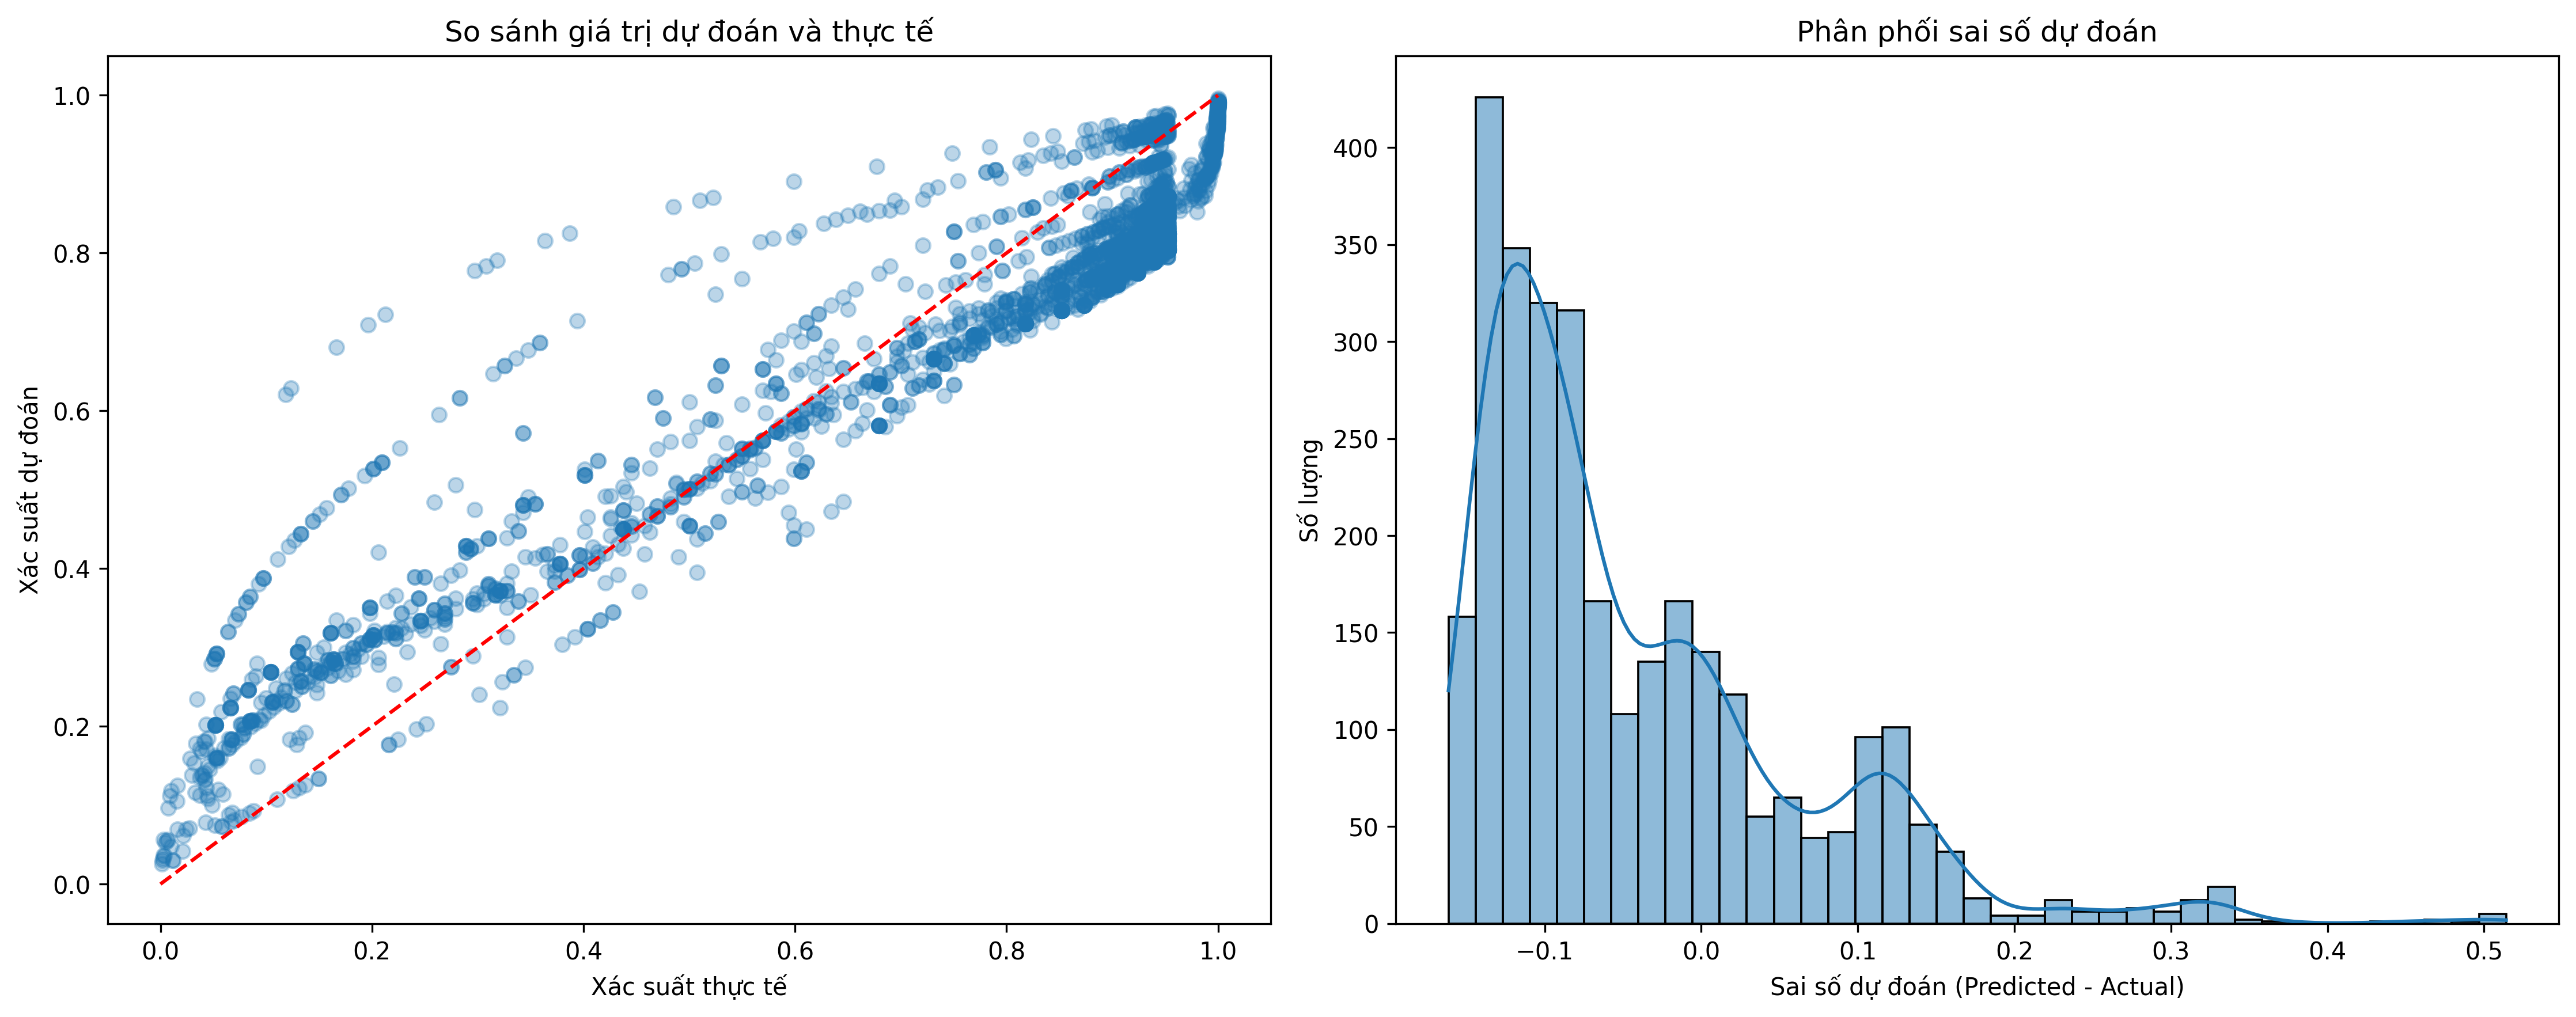 So sánh giá trị dự đoán và thực tế
Xác suất dự đoán
1.0
0.8
0.6
0.4
0.2
0.0
0.0 0.2 0.4 0.6 0.8 1.0
Xác suất thực tế
Phân phối sai số dự đoán
Số lượng
400
350
300
250
200
150
100
50
0
−0.1 0.0 0.1 0.2 0.3 0.4 0.5
Sai số dự đoán (Predicted - Actual)